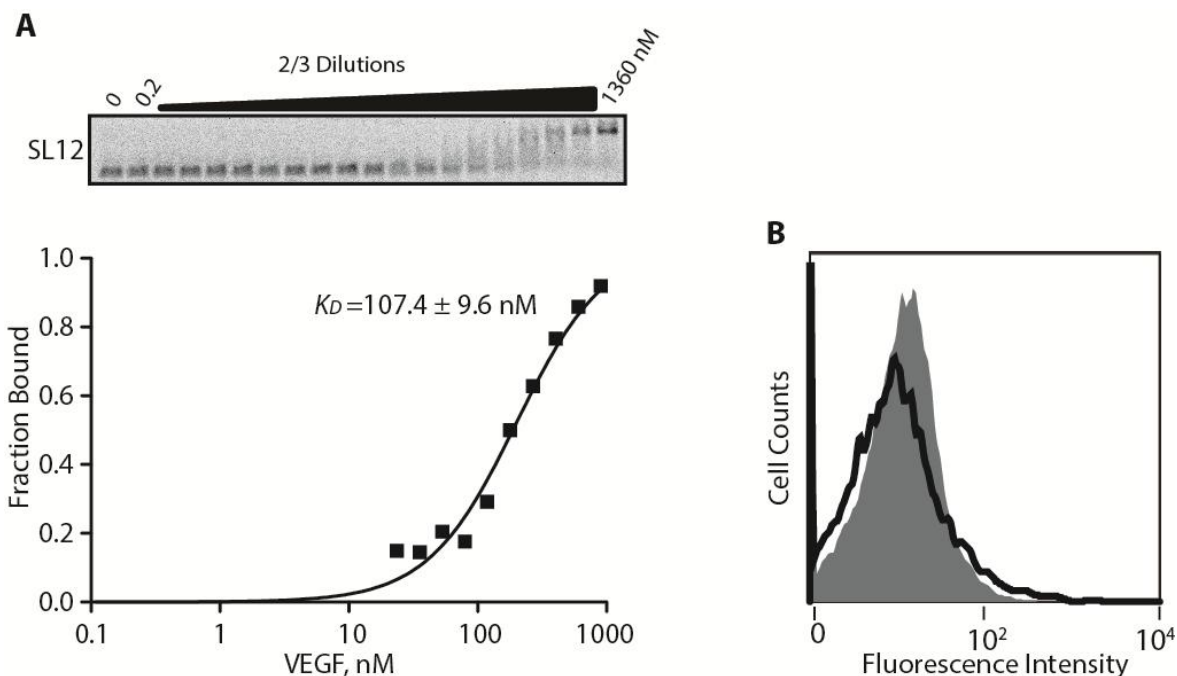 A
2/3 Dilutions
0
0.2
1360 nM
SL12
1.0
0.8
0.6
0.4
0.2
0.0
Fraction Bound
KD=107.4 ± 9.6 nM
0.1 1 10 100 1000
VEGF, nM
B
Cell Counts
0 10² 10⁴
Fluorescence Intensity